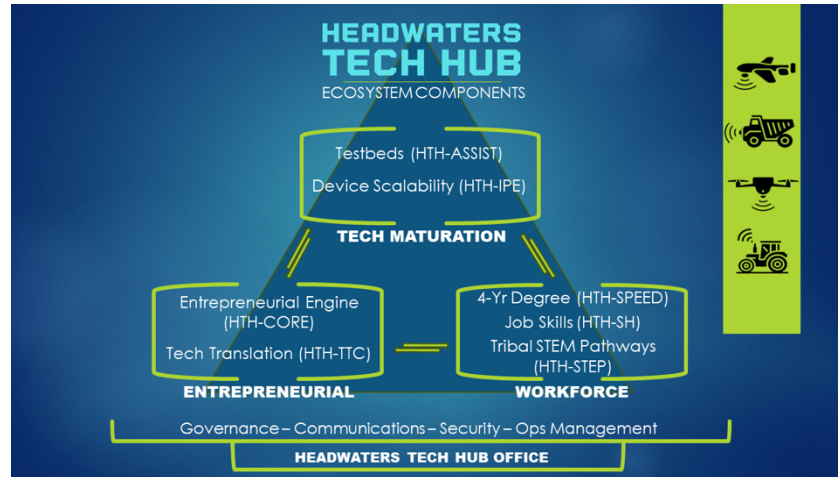 HEADWATERS
TECH HUB
ECOSYSTEM COMPONENTS
Testbeds (HTH-ASSIST)
Device Scalability (HTH-IPE)
TECH MATURATION
Entrepreneurial Engine
(HTH-CORE)
Tech Translation (HTH-TTC)
ENTREPRENEURIAL
4-Yr Degree (HTH-SPEED)
Job Skills (HTH-SH)
Tribal STEM Pathways
(HTH-STEP)
WORKFORCE
Governance – Communications – Security – Ops Management
HEADWATERS TECH HUB OFFICE